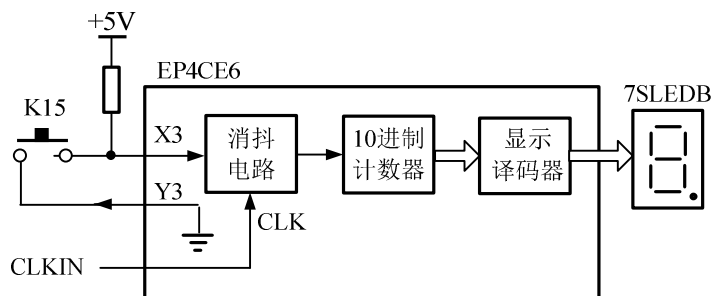 +5V
EP4CE6
7SLEDB
K15
X3
消抖
电路
10进制
计数器
显示
译码器
Y3
CLK
CLKIN